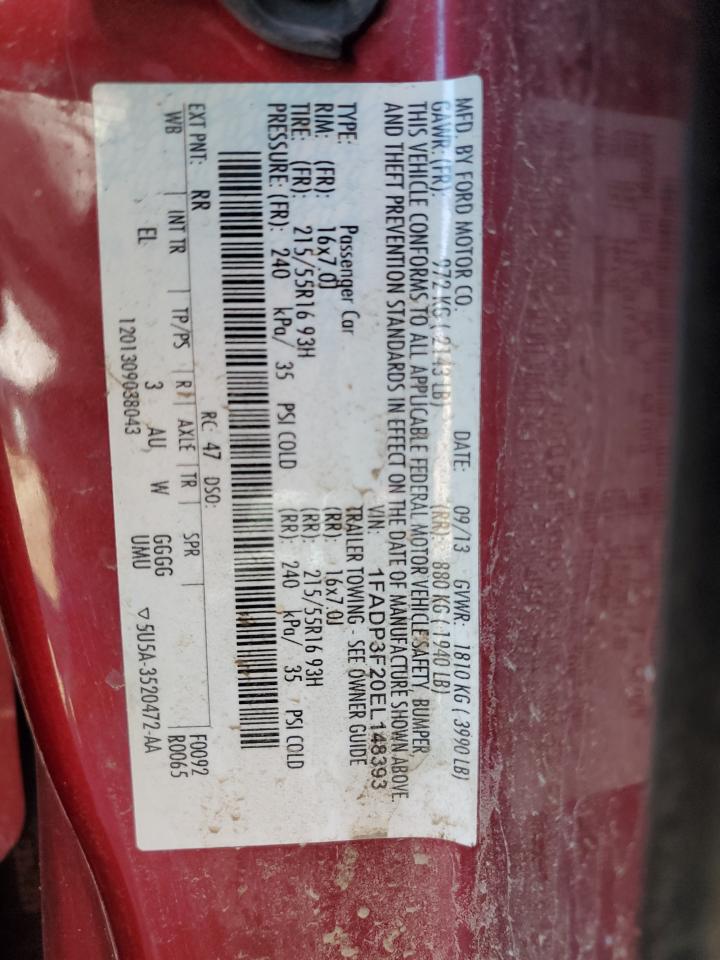 MFD. BY FORD MOTOR CO. DATE: 09/13 GVWR: 1810 KG ( 3990 LB)
GAWR: (FR): 972 KG ( 2143 LB) (RR): 880 KG ( 1940 LB)
THIS VEHICLE CONFORMS TO ALL APPLICABLE FEDERAL MOTOR VEHICLE SAFETY, BUMPER
AND THEFT PREVENTION STANDARDS IN EFFECT ON THE DATE OF MANUFACTURE SHOWN ABOVE.
VIN: 1FADP3F20EL148393
TYPE: Passenger Car TRAILER TOWING - SEE OWNER GUIDE
RIM: (FR): 16x7.0J (RR): 16x7.0J
TIRE: (FR): 215/55R16 93H (RR): 215/55R16 93H
PRESSURE: (FR): 240 kPa/ 35 PSI COLD (RR): 240 kPa/ 35 PSI COLD
EXT PNT: RR RC: 47 DSO: F0092
WB INT TR TP/PS R AXLE TR SPR R0065
EL 3 AU, W GGGG
UMU
1201309038043 ▽ 5U5A-3520472-AA